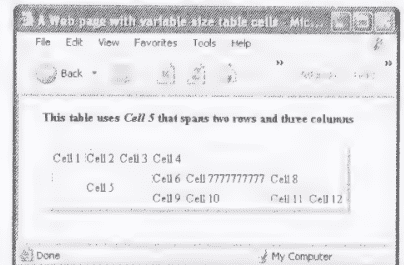 A Web page with variable size table cells - Mic...
File Edit View Favorites Tools Help
Back
This table uses Cell 5 that spans two rows and three columns
Cell 1 Cell 2 Cell 3 Cell 4
Cell 5
Cell 6 Cell 7777777777 Cell 8
Cell 9 Cell 10 Cell 11 Cell 12
Done My Computer